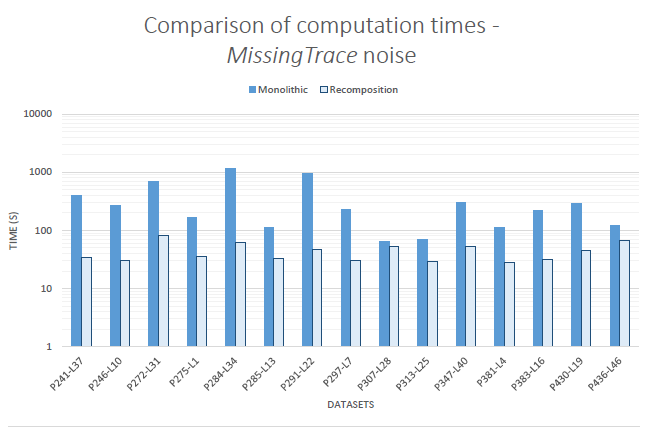 Comparison of computation times -
MissingTrace noise
Monolithic Recomposition
10000
1000
100
10
1
TIME (S)
P241-L37 P246-L10 P272-L31 P275-L1 P284-L34 P285-L13 P291-L22 P297-L7 P307-L28 P313-L25 P347-L40 P381-L4 P383-L16 P430-L19 P436-L46
DATASETS